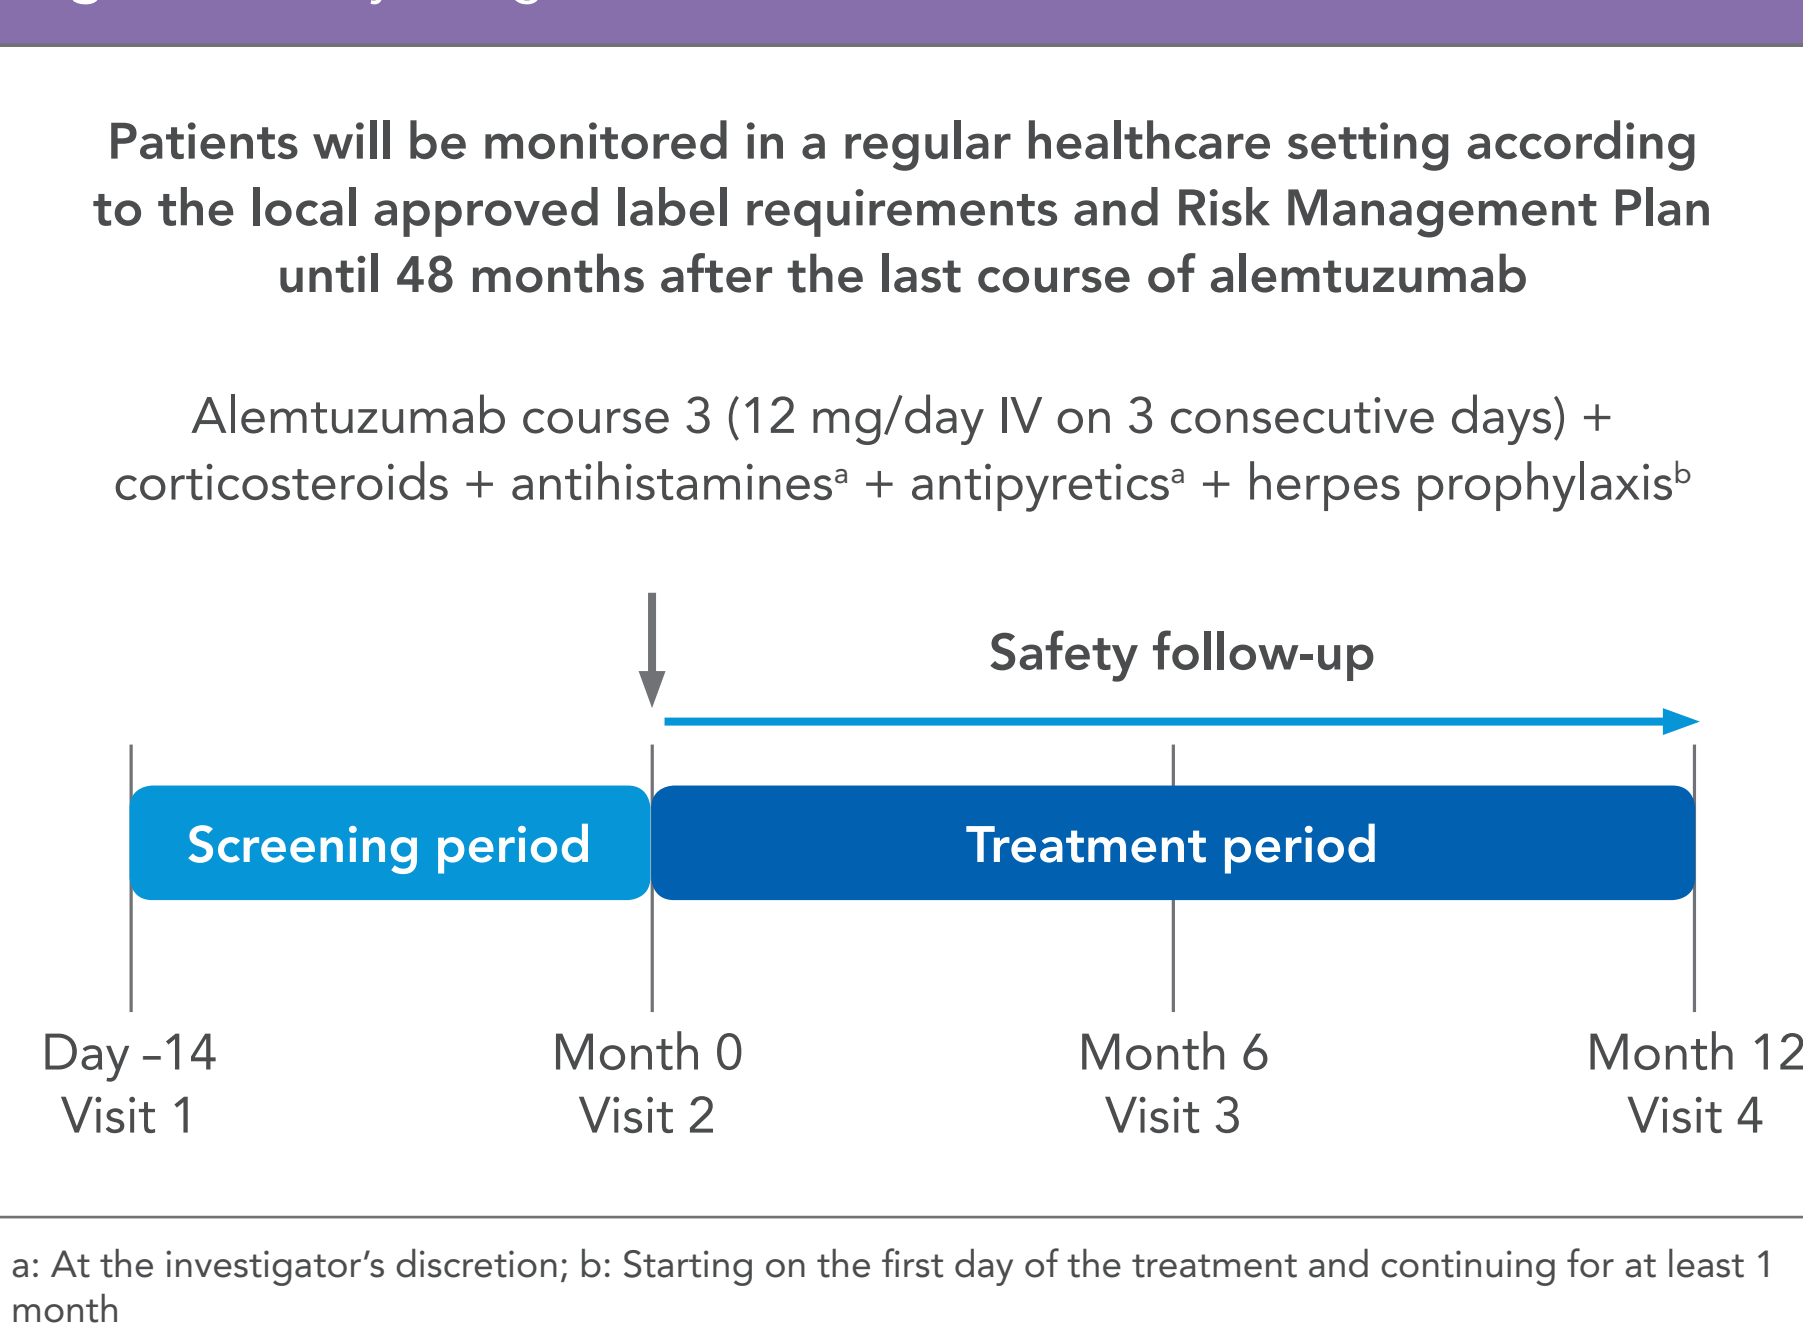 Patients will be monitored in a regular healthcare setting according
to the local approved label requirements and Risk Management Plan
until 48 months after the last course of alemtuzumab
Alemtuzumab course 3 (12 mg/day IV on 3 consecutive days) +
corticosteroids + antihistaminesᵃ + antipyreticsᵃ + herpes prophylaxisᵇ
Safety follow-up
Screening period
Treatment period
Day –14
Visit 1
Month 0
Visit 2
Month 6
Visit 3
Month 12
Visit 4
a: At the investigator’s discretion; b: Starting on the first day of the treatment and continuing for at least 1
month